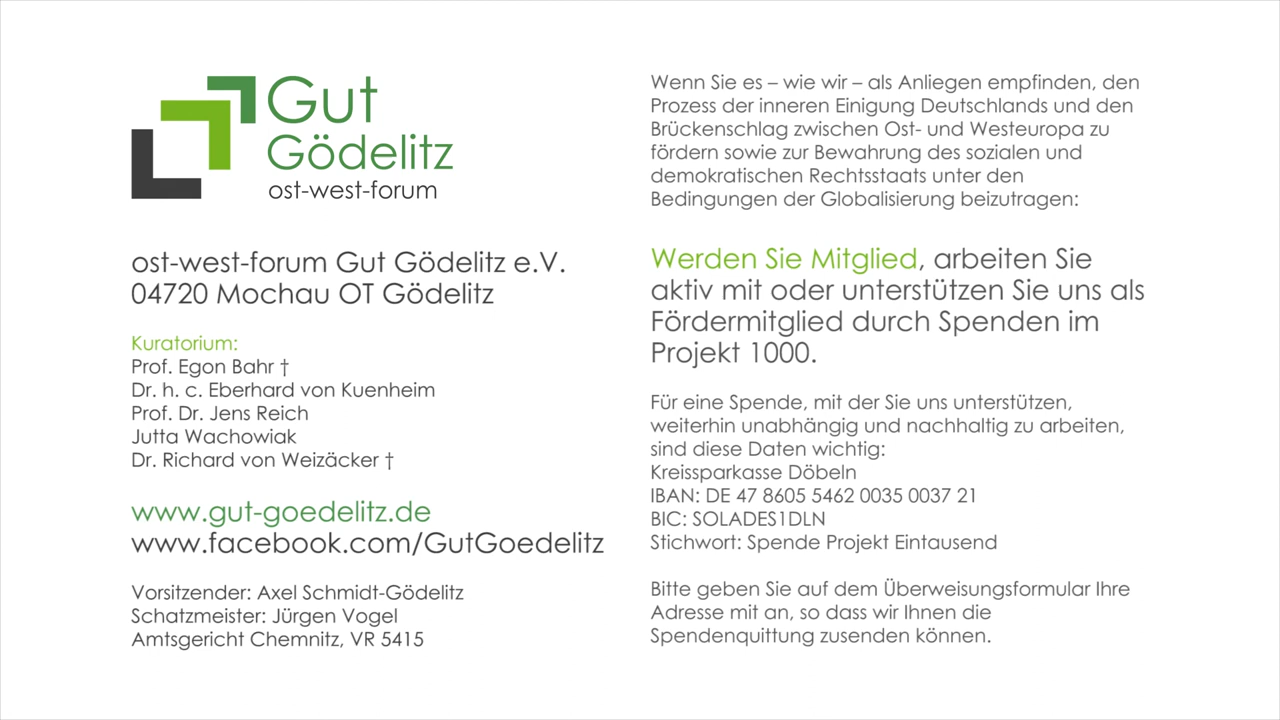 Gut
Gödelitz
ost-west-forum
ost-west-forum Gut Gödelitz e.V.
04720 Mochau OT Gödelitz
Kuratorium:
Prof. Egon Bahr †
Dr. h. c. Eberhard von Kuenheim
Prof. Dr. Jens Reich
Jutta Wachowiak
Dr. Richard von Weizäcker †
www.gut-goedelitz.de
www.facebook.com/GutGoedelitz
Vorsitzender: Axel Schmidt-Gödelitz
Schatzmeister: Jürgen Vogel
Amtsgericht Chemnitz, VR 5415
Wenn Sie es – wie wir – als Anliegen empfinden, den
Prozess der inneren Einigung Deutschlands und den
Brückenschlag zwischen Ost- und Westeuropa zu
fördern sowie zur Bewahrung des sozialen und
demokratischen Rechtsstaats unter den
Bedingungen der Globalisierung beizutragen:
Werden Sie Mitglied, arbeiten Sie
aktiv mit oder unterstützen Sie uns als
Fördermitglied durch Spenden im
Projekt 1000.
Für eine Spende, mit der Sie uns unterstützen,
weiterhin unabhängig und nachhaltig zu arbeiten,
sind diese Daten wichtig:
Kreissparkasse Döbeln
IBAN: DE 47 8605 5462 0035 0037 21
BIC: SOLADES1DLN
Stichwort: Spende Projekt Eintausend
Bitte geben Sie auf dem Überweisungsformular Ihre
Adresse mit an, so dass wir Ihnen die
Spendenquittung zusenden können.